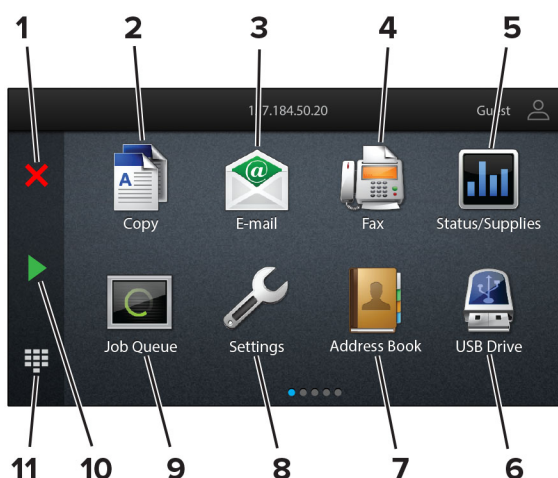 1 2 3 4 5
Guest
A @
Copy E-mail Fax Status/Supplies
Job Queue Settings Address Book USB Drive
11 10 9 8 7 6